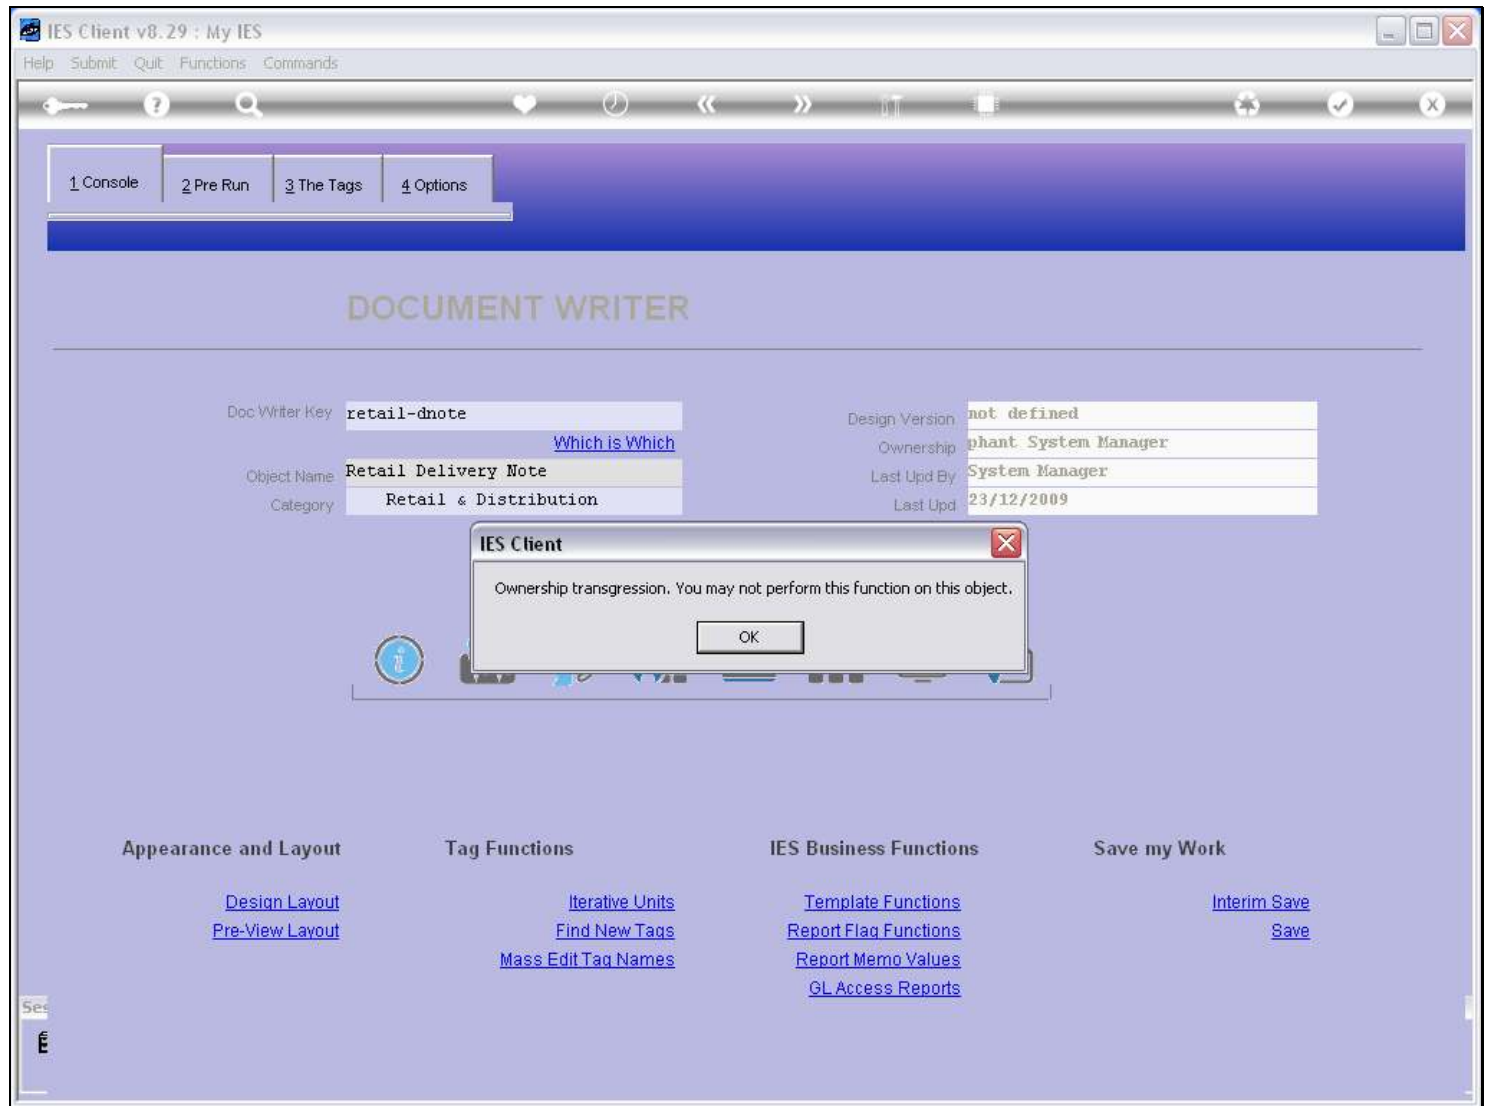 IES Client v8.29 : My IES
Help Submit Quit Functions Commands
1 Console
2 Pre Run
3 The Tags
4 Options
DOCUMENT WRITER
Doc Writer Key retail-dnote
Which is Which
Object Name Retail Delivery Note
Category Retail & Distribution
Design Version not defined
Ownership phant System Manager
Last Upd By System Manager
Last Upd 23/12/2009
IES Client
Ownership transgression. You may not perform this function on this object.
OK
Appearance and Layout
Design Layout
Pre-View Layout
Tag Functions
Iterative Units
Find New Tags
Mass Edit Tag Names
IES Business Functions
Template Functions
Report Flag Functions
Report Memo Values
GL Access Reports
Save my Work
Interim Save
Save
Ses